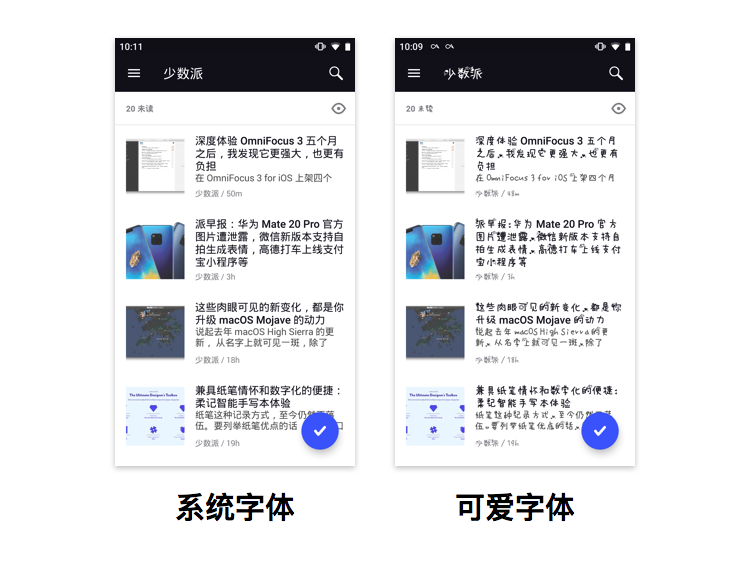 10:11
少数派
20 未读
深度体验 OmniFocus 3 五个月
之后，我发现它更强大，也更有
负担
在 OmniFocus 3 for iOS 上架四个
少数派 / 50m
派早报：华为 Mate 20 Pro 官方
图片遭泄露，微信新版本支持自
拍生成表情，高德打车上线支付
宝小程序等
少数派 / 3h
这些肉眼可见的新变化，都是你
升级 macOS Mojave 的动力
说起去年 macOS High Sierra 的更
新，从名字上就可见一斑，除了
少数派 / 18h
The Ultimate Designer's Toolbox
兼具纸笔情怀和数字化的便捷：
柔记智能手写本体验
纸笔这种记录方式，至今仍然
伍。要列举纸笔优点的话
口
少数派 / 19h
系统字体
10:09
少数派
20 未读
深度体验 OmniFocus 3 五个月
之后，我发现它更强大，也更有
负担
在 OmniFocus 3 for iOS 上架四个月
少数派 / 48m
派早报：华为 Mate 20 Pro 官方
图片遭泄露，微信新版本支持自
拍生成表情，高德打车上线支付
宝小程序等
少数派 / 3h
这些肉眼可见的新变化，都是你
升级 macOS Mojave 的动力
说起去年 macOS High Sierra 的更
新，从名字上就可见一斑，除了
少数派 / 18h
The Ultimate Designer's Toolbox
兼具纸笔情怀和数字化的便捷：
柔记智能手写本体验
纸笔这种记录方式，至今仍然
伍。要列举纸笔优点的话，
少数派 / 19h
可爱字体